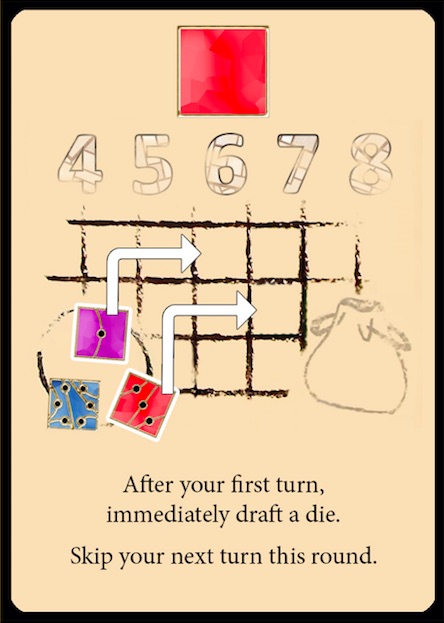 4 5 6 7 8
After your first turn,
immediately draft a die.
Skip your next turn this round.